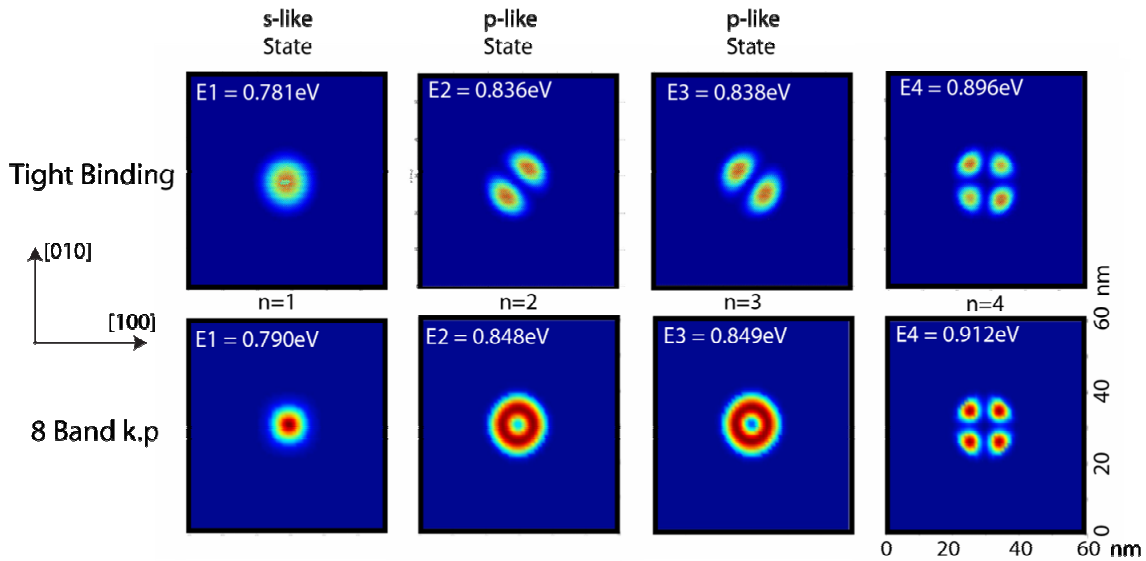 s-like
State
p-like
State
p-like
State
Tight Binding
E1 = 0.781eV
E2 = 0.836eV
E3 = 0.838eV
E4 = 0.896eV
[010]
[100]
n=1
n=2
n=3
n=4
8 Band k.p
E1 = 0.790eV
E2 = 0.848eV
E3 = 0.849eV
E4 = 0.912eV
nm
60
40
20
0
0 20 40 60 nm